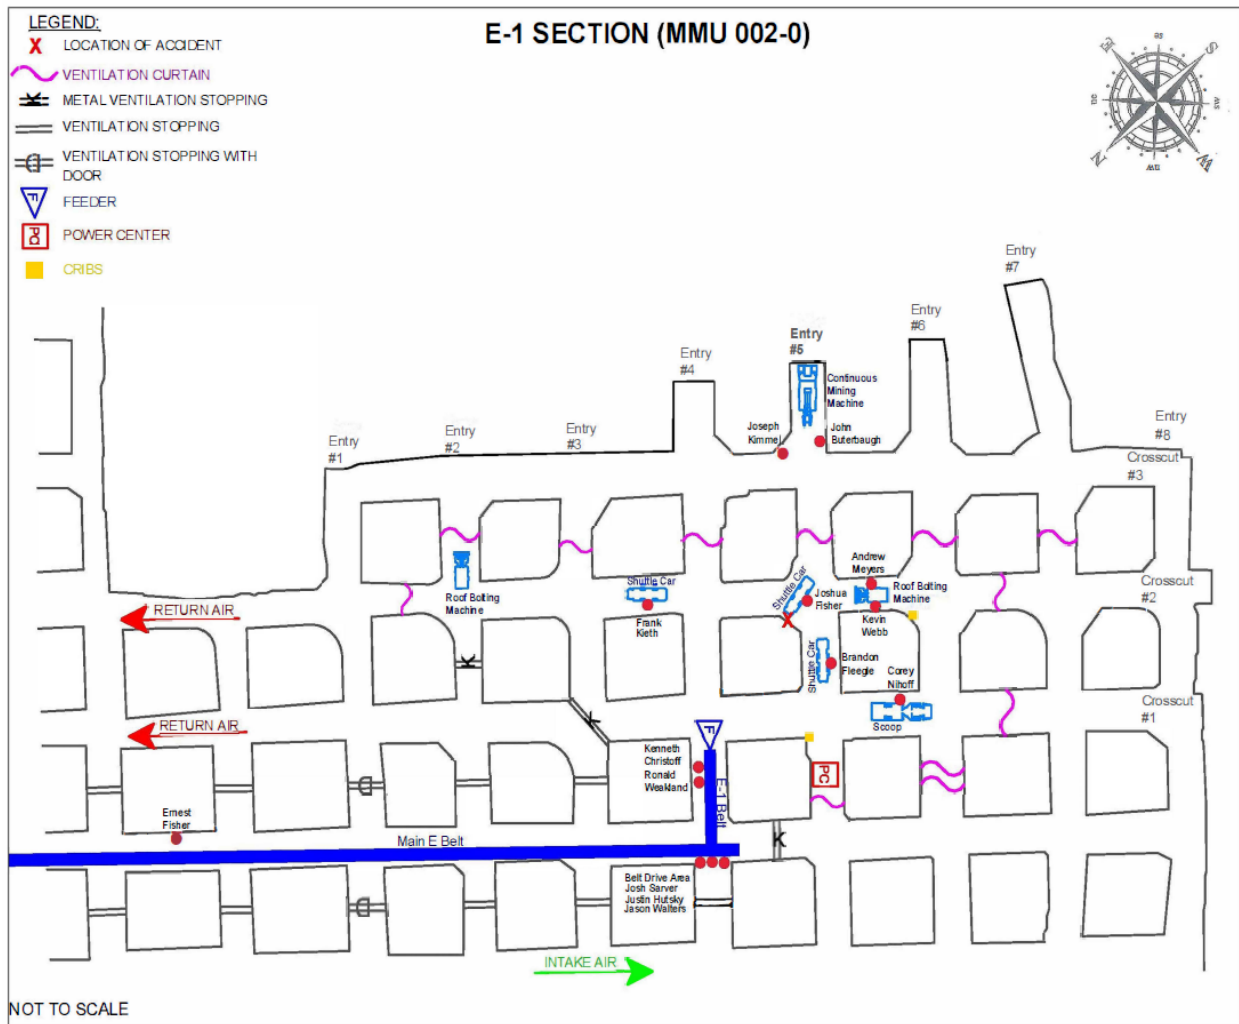 E-1 SECTION (MMU 002-0)
LEGEND:
X LOCATION OF ACCIDENT
VENTILATION CURTAIN
K METAL VENTILATION STOPPING
VENTILATION STOPPING
D VENTILATION STOPPING WITH
DOOR
F FEEDER
PC POWER CENTER
CRIBS
SE
E
S
NE
SW
N
W
NW
Entry
#7
Entry
#6
Entry
#5
Entry
#4
Continuous
Mining
Machine
Joseph
Kimmel
John
Buterbaugh
Entry
#8
Entry
#1
Entry
#2
Entry
#3
Crosscut
#3
Andrew
Meyers
Shuttle Car
Shuttle Car
Joshua
Fisher
Roof Bolting
Machine
Roof Bolting
Machine
Crosscut
#2
RETURN AIR
X
Frank
Kieth
Kevin
Webb
Shuttle Car
Brandon
Fleegle
K
Corey
Nihoff
Crosscut
#1
Scoop
RETURN AIR
K
F
Kenneth
Christoff
Ronald
Weakland
E-1 Belt
PC
D
Ernest
Fisher
Main E Belt
K
Belt Drive Area
Josh Sarver
Justin Hutsky
Jason Walters
D
INTAKE AIR
NOT TO SCALE